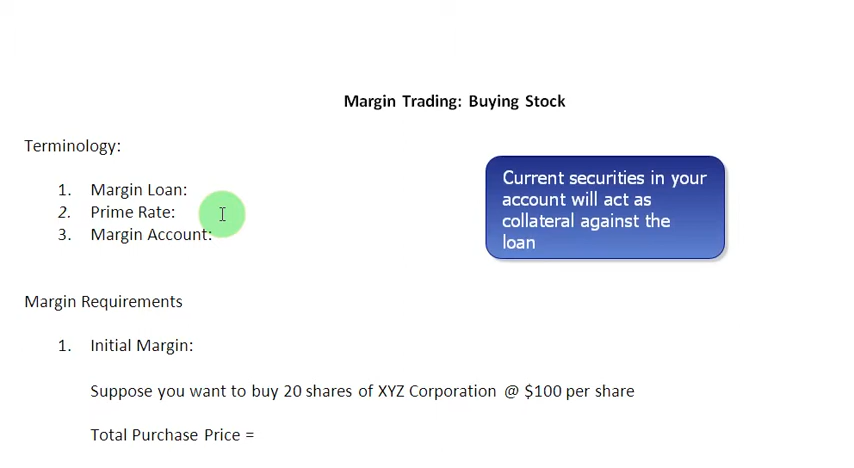 Margin Trading: Buying Stock
Terminology:
1. Margin Loan:
2. Prime Rate:
3. Margin Account:
Current securities in your
account will act as
collateral against the
loan
Margin Requirements
1. Initial Margin:
Suppose you want to buy 20 shares of XYZ Corporation @ $100 per share
Total Purchase Price =